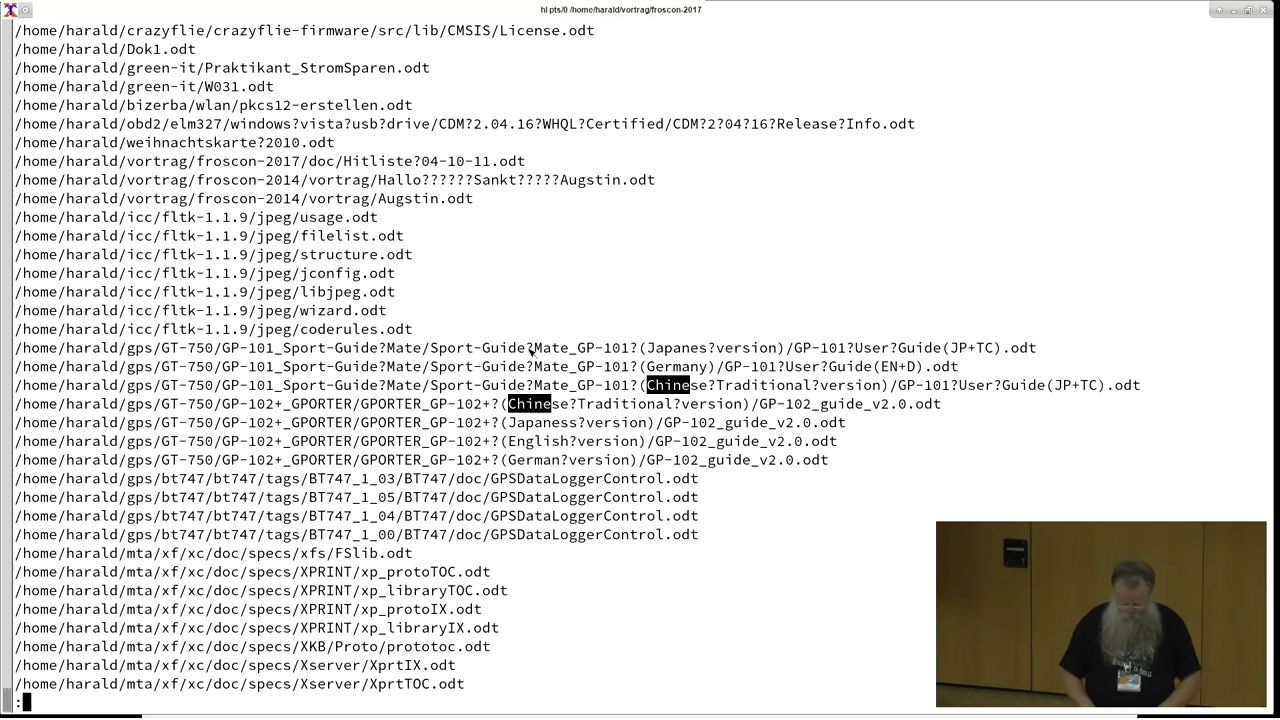 hl pts/0 /home/harald/vortrag/froscon-2017
/home/harald/crazyflie/crazyflie-firmware/src/lib/CMSIS/License.odt
/home/harald/Dok1.odt
/home/harald/green-it/Praktikant_StromSparen.odt
/home/harald/green-it/W031.odt
/home/harald/bizerba/wlan/pkcs12-erstellen.odt
/home/harald/obd2/elm327/windows?vista?usb?drive/CDM?2.04.16?WHQL?Certified/CDM?2?04?16?Release?Info.odt
/home/harald/weihnachtskarte?2010.odt
/home/harald/vortrag/froscon-2017/doc/Hitliste?04-10-11.odt
/home/harald/vortrag/froscon-2014/vortrag/Hallo??????Sankt?????Augstin.odt
/home/harald/vortrag/froscon-2014/vortrag/Augstin.odt
/home/harald/icc/fltk-1.1.9/jpeg/usage.odt
/home/harald/icc/fltk-1.1.9/jpeg/filelist.odt
/home/harald/icc/fltk-1.1.9/jpeg/structure.odt
/home/harald/icc/fltk-1.1.9/jpeg/jconfig.odt
/home/harald/icc/fltk-1.1.9/jpeg/libjpeg.odt
/home/harald/icc/fltk-1.1.9/jpeg/wizard.odt
/home/harald/icc/fltk-1.1.9/jpeg/coderules.odt
/home/harald/gps/GT-750/GP-101_Sport-Guide?Mate/Sport-Guide?Mate_GP-101?(Japanes?version)/GP-101?User?Guide(JP+TC).odt
/home/harald/gps/GT-750/GP-101_Sport-Guide?Mate/Sport-Guide?Mate_GP-101?(Germany)/GP-101?User?Guide(EN+D).odt
/home/harald/gps/GT-750/GP-101_Sport-Guide?Mate/Sport-Guide?Mate_GP-101?(Chinese?Traditional?version)/GP-101?User?Guide(JP+TC).odt
/home/harald/gps/GT-750/GP-102+_GPORTER/GPORTER_GP-102+?(Chinese?Traditional?version)/GP-102_guide_v2.0.odt
/home/harald/gps/GT-750/GP-102+_GPORTER/GPORTER_GP-102+?(Japaness?version)/GP-102_guide_v2.0.odt
/home/harald/gps/GT-750/GP-102+_GPORTER/GPORTER_GP-102+?(English?version)/GP-102_guide_v2.0.odt
/home/harald/gps/GT-750/GP-102+_GPORTER/GPORTER_GP-102+?(German?version)/GP-102_guide_v2.0.odt
/home/harald/gps/bt747/bt747/tags/BT747_1_03/BT747/doc/GPSDataLoggerControl.odt
/home/harald/gps/bt747/bt747/tags/BT747_1_05/BT747/doc/GPSDataLoggerControl.odt
/home/harald/gps/bt747/bt747/tags/BT747_1_04/BT747/doc/GPSDataLoggerControl.odt
/home/harald/gps/bt747/bt747/tags/BT747_1_00/BT747/doc/GPSDataLoggerControl.odt
/home/harald/mta/xf/xc/doc/specs/xfs/FSlib.odt
/home/harald/mta/xf/xc/doc/specs/XPRINT/xp_protoTOC.odt
/home/harald/mta/xf/xc/doc/specs/XPRINT/xp_libraryTOC.odt
/home/harald/mta/xf/xc/doc/specs/XPRINT/xp_protoIX.odt
/home/harald/mta/xf/xc/doc/specs/XPRINT/xp_libraryIX.odt
/home/harald/mta/xf/xc/doc/specs/XKB/Proto/prototoc.odt
/home/harald/mta/xf/xc/doc/specs/Xserver/XprtIX.odt
/home/harald/mta/xf/xc/doc/specs/Xserver/XprtTOC.odt
: